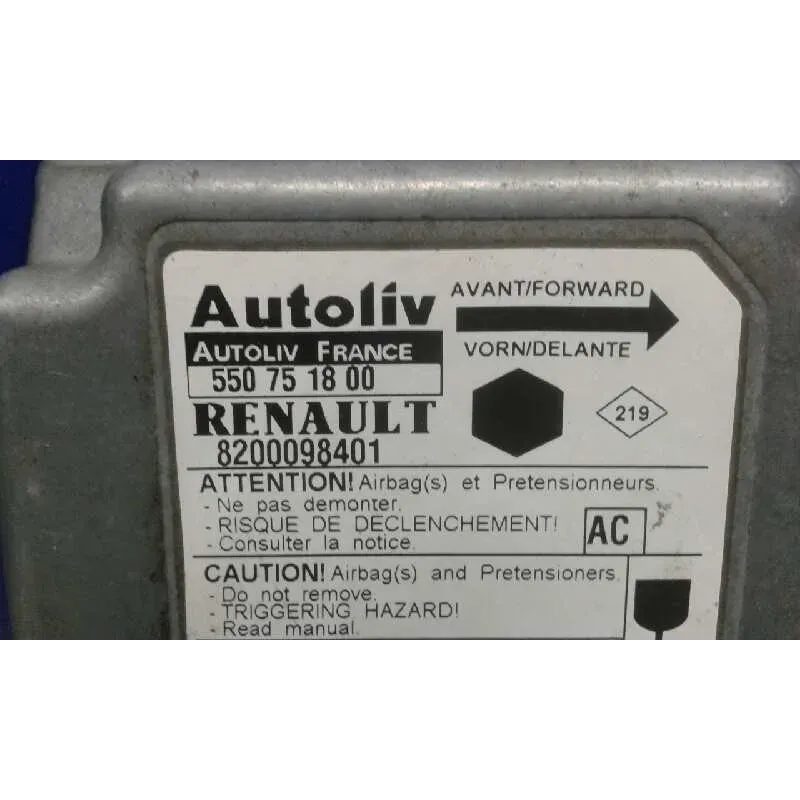 Autoliv
AVANT/FORWARD
AUTOLIV FRANCE
VORN/DELANTE
550 75 18 00
RENAULT
219
8200098401
ATTENTION! Airbag(s) et Pretensionneurs.
- Ne pas demonter.
- RISQUE DE DECLENCHEMENT!
- Consulter la notice.
AC
CAUTION! Airbag(s) and Pretensioners.
- Do not remove.
- TRIGGERING HAZARD!
- Read manual.